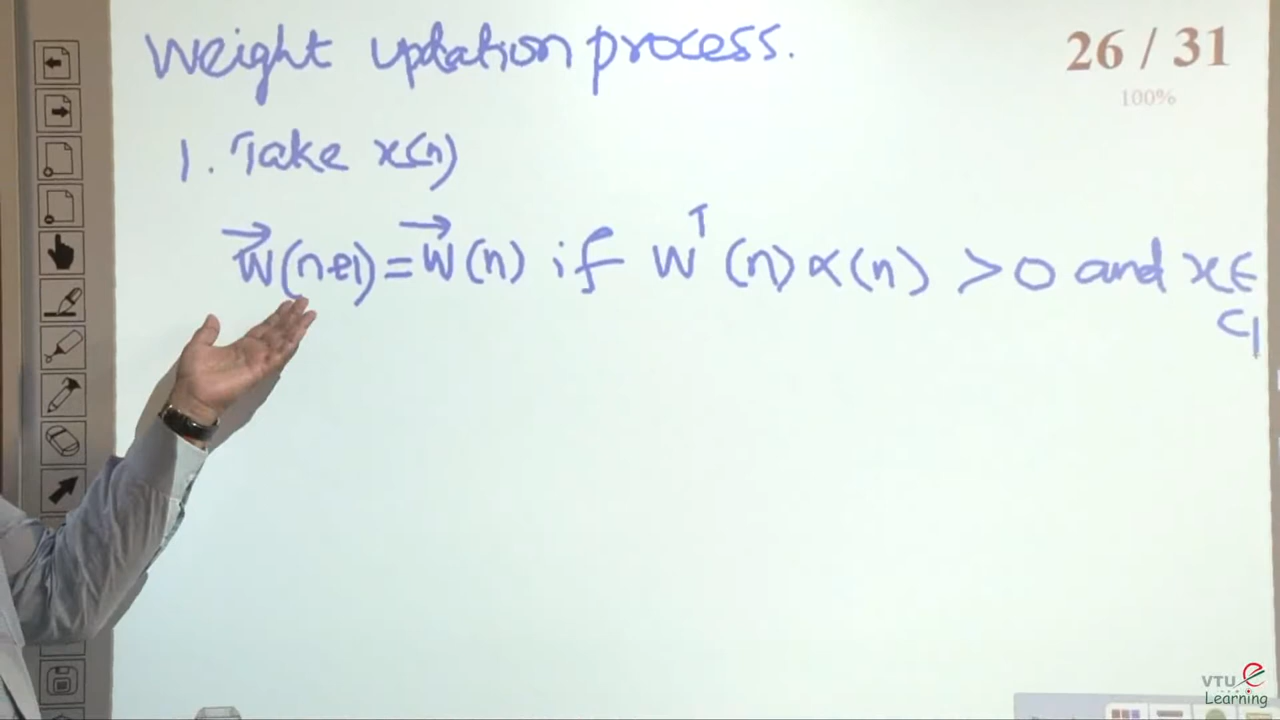 Weight updation process.
26 / 31
100%
1. Take x(n)
w⃗(n+1) = w⃗(n) if w^T (n) x(n) > 0 and x ∈
C1
VTU e
Learning